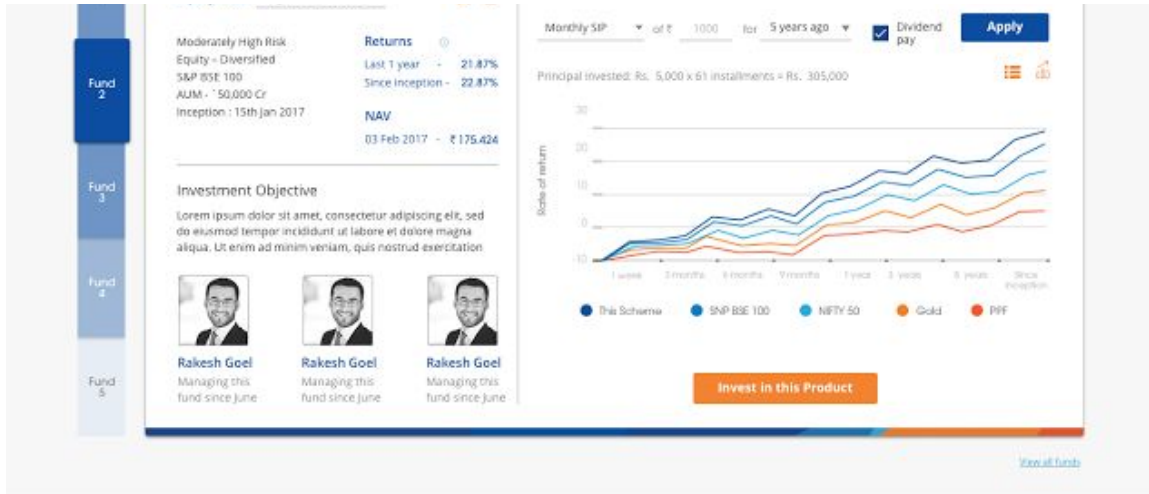 Fund
2
Fund
3
Fund
4
Fund
5
Moderately High Risk
Equity - Diversified
S&P BSE 100
AUM - ` 50,000 Cr
Inception : 15th Jan 2017
Returns
Last 1 year - 21.87%
Since inception - 22.87%
NAV
03 Feb 2017 - ₹ 175.424
Investment Objective
Lorem ipsum dolor sit amet, consectetur adipiscing elit, sed
do eiusmod tempor incididunt ut labore et dolore magna
aliqua. Ut enim ad minim veniam, quis nostrud exercitation
Rakesh Goel
Managing this
fund since June
Rakesh Goel
Managing this
fund since June
Rakesh Goel
Managing this
fund since June
Monthly SIP of ₹ 1000 for 5 years ago
Dividend
pay
Apply
Principal invested: Rs. 5,000 x 61 installments = Rs. 305,000
Rate of return
30
20
10
0
-10
1 week 3 months 6 months 9 months 1 year 3 years 5 years Since
inception
This Scheme SNP BSE 100 NIFTY 50 Gold PPF
Invest in this Product
View all funds